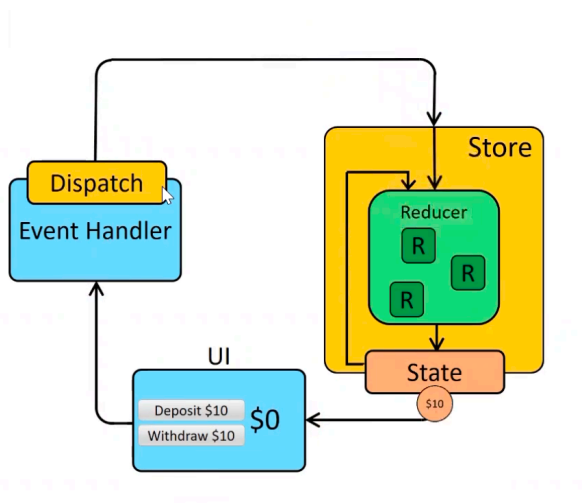 Store
Dispatch
Event Handler
Reducer
R
R
R
State
$10
UI
Deposit $10
Withdraw $10
$0